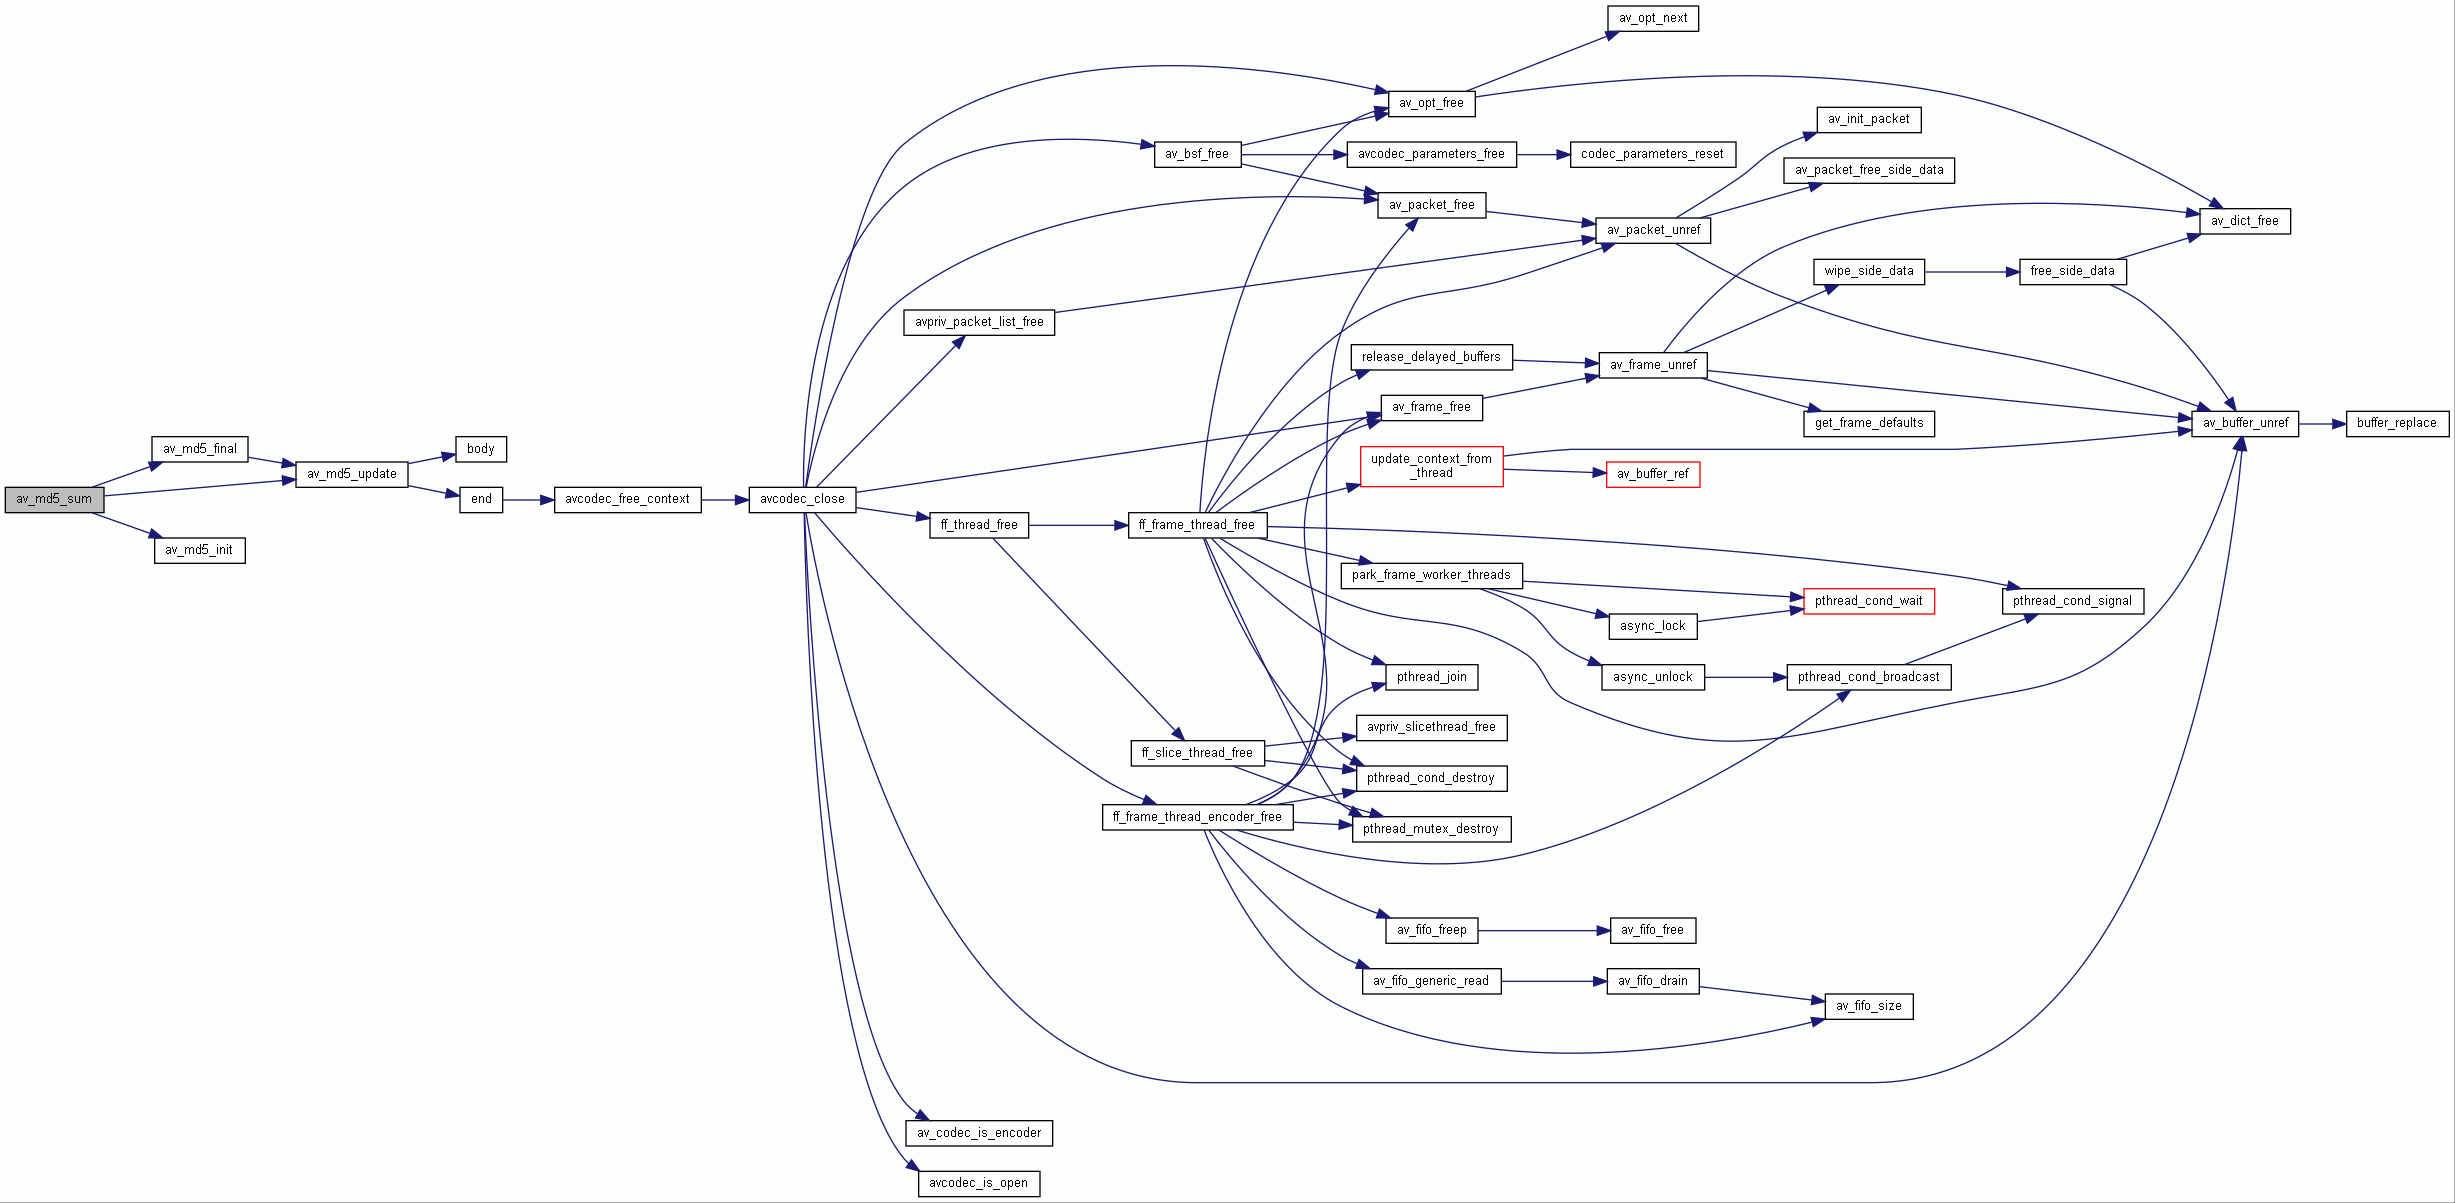 av_md5_sum
av_md5_final
av_md5_init
av_md5_update
body
end
avcodec_free_context
avcodec_close
av_bsf_free
avpriv_packet_list_free
ff_thread_free
av_codec_is_encoder
avcodec_is_open
ff_frame_thread_free
ff_slice_thread_free
ff_frame_thread_encoder_free
av_opt_free
avcodec_parameters_free
av_packet_free
release_delayed_buffers
av_frame_free
update_context_from
_thread
park_frame_worker_threads
pthread_join
avpriv_slicethread_free
pthread_cond_destroy
pthread_mutex_destroy
av_fifo_freep
av_fifo_generic_read
av_opt_next
codec_parameters_reset
av_packet_unref
av_frame_unref
av_buffer_ref
async_lock
async_unlock
av_fifo_free
av_fifo_drain
av_init_packet
av_packet_free_side_data
wipe_side_data
get_frame_defaults
pthread_cond_wait
pthread_cond_broadcast
av_fifo_size
free_side_data
pthread_cond_signal
av_dict_free
av_buffer_unref
buffer_replace